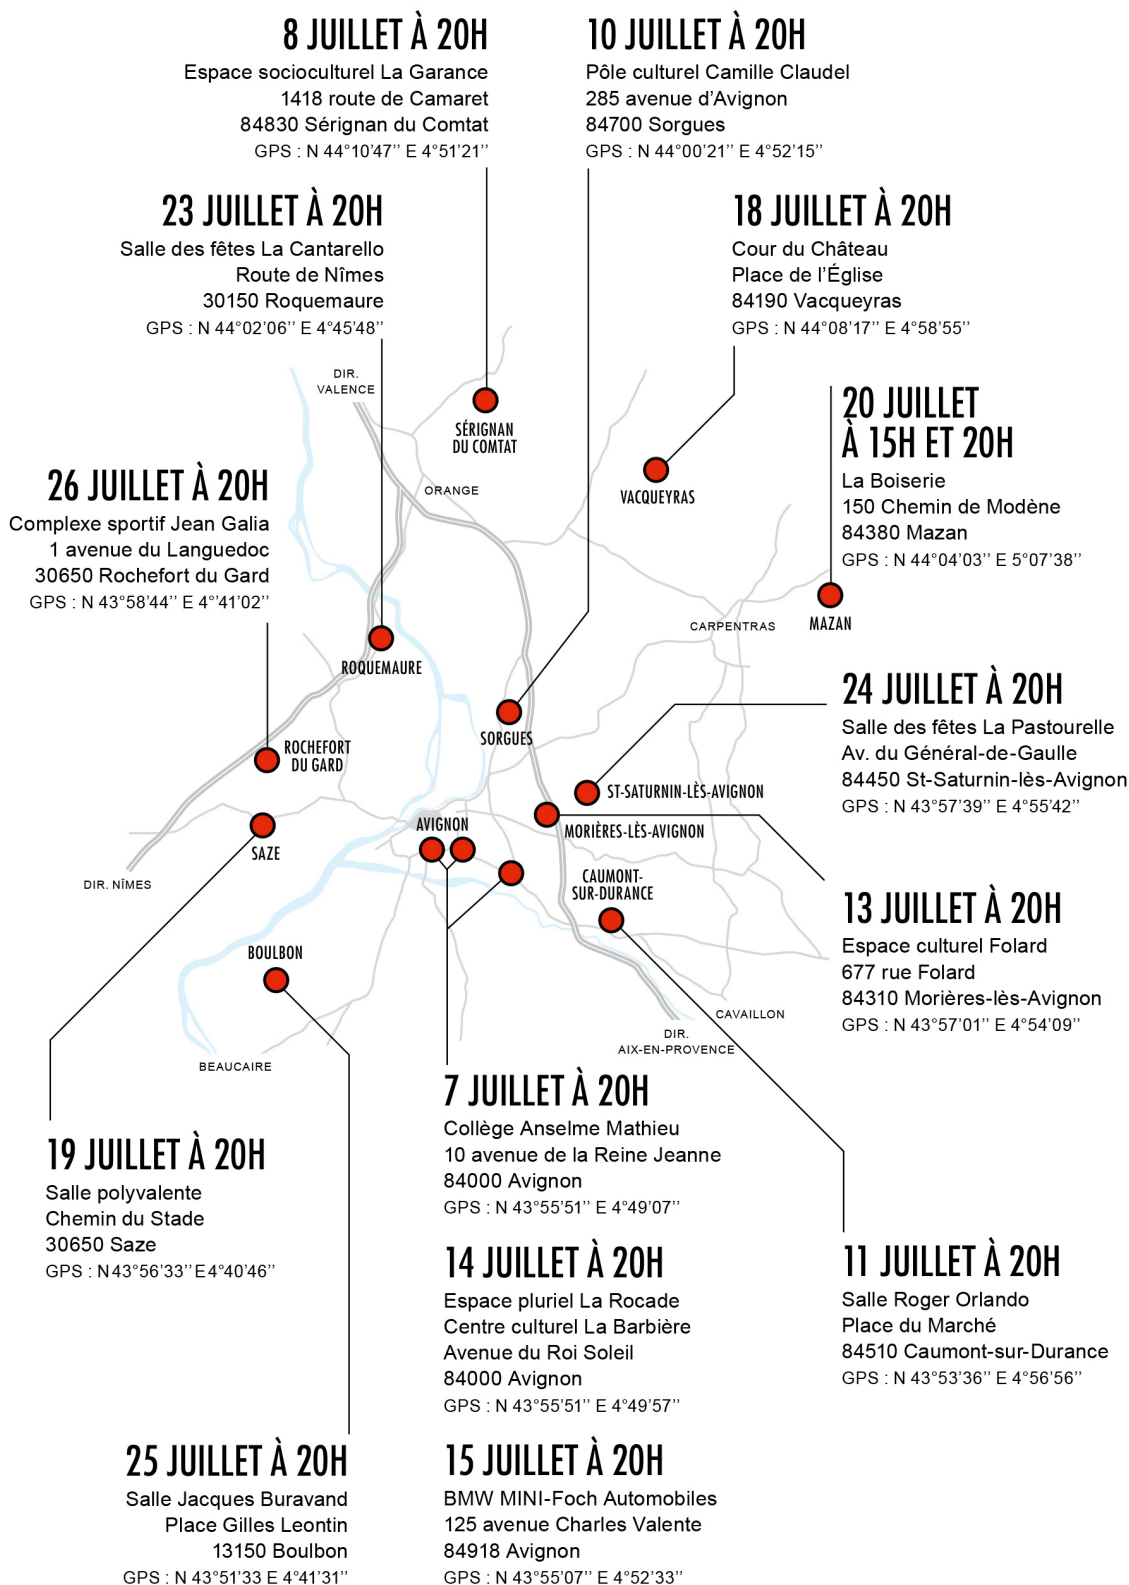 8 JUILLET À 20H
Espace socioculturel La Garance
1418 route de Camaret
84830 Sérignan du Comtat
GPS : N 44°10’47’’ E 4°51’21’’
10 JUILLET À 20H
Pôle culturel Camille Claudel
285 avenue d’Avignon
84700 Sorgues
GPS : N 44°00’21’’ E 4°52’15’’
23 JUILLET À 20H
Salle des fêtes La Cantarello
Route de Nîmes
30150 Roquemaure
GPS : N 44°02’06’’ E 4°45’48’’
18 JUILLET À 20H
Cour du Château
Place de l’Église
84190 Vacqueyras
GPS : N 44°08’17’’ E 4°58’55’’
DIR.
VALENCE
SÉRIGNAN
DU COMTAT
20 JUILLET
À 15H ET 20H
La Boiserie
150 Chemin de Modène
84380 Mazan
GPS : N 44°04’03’’ E 5°07’38’’
ORANGE
VACQUEYRAS
26 JUILLET À 20H
Complexe sportif Jean Galia
1 avenue du Languedoc
30650 Rochefort du Gard
GPS : N 43°58’44’’ E 4°’41’02’’
CARPENTRAS
MAZAN
ROQUEMAURE
24 JUILLET À 20H
Salle des fêtes La Pastourelle
Av. du Général-de-Gaulle
84450 St-Saturnin-lès-Avignon
GPS : N 43°57’39’’ E 4°55’42’’
SORGUES
ROCHEFORT
DU GARD
ST-SATURNIN-LÈS-AVIGNON
AVIGNON
MORIÈRES-LÈS-AVIGNON
SAZE
DIR. NÎMES
CAUMONT-
SUR-DURANCE
13 JUILLET À 20H
Espace culturel Folard
677 rue Folard
84310 Morières-lès-Avignon
GPS : N 43°57’01’’ E 4°54’09’’
BOULBON
CAVAILLON
DIR.
AIX-EN-PROVENCE
BEAUCAIRE
7 JUILLET À 20H
Collège Anselme Mathieu
10 avenue de la Reine Jeanne
84000 Avignon
GPS : N 43°55’51’’ E 4°49’07’’
19 JUILLET À 20H
Salle polyvalente
Chemin du Stade
30650 Saze
GPS : N 43°56’33’’ E 4°40’46’’
14 JUILLET À 20H
Espace pluriel La Rocade
Centre culturel La Barbière
Avenue du Roi Soleil
84000 Avignon
GPS : N 43°55’51’’ E 4°49’57’’
11 JUILLET À 20H
Salle Roger Orlando
Place du Marché
84510 Caumont-sur-Durance
GPS : N 43°53’36’’ E 4°56’56’’
25 JUILLET À 20H
Salle Jacques Buravand
Place Gilles Leontin
13150 Boulbon
GPS : N 43°51’33 E 4°41’31’’
15 JUILLET À 20H
BMW MINI-Foch Automobiles
125 avenue Charles Valente
84918 Avignon
GPS : N 43°55’07’’ E 4°52’33’’